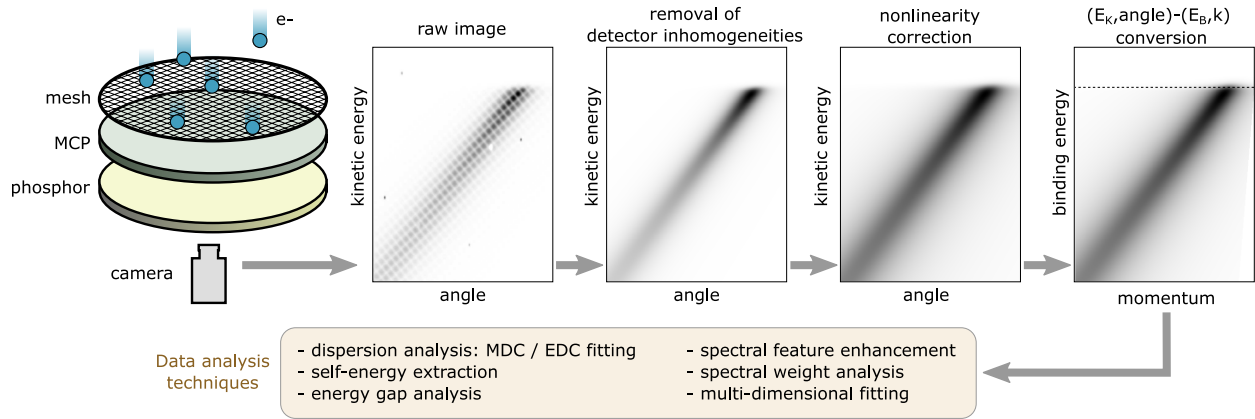 e-
mesh
MCP
phosphor
camera
raw image
kinetic energy
angle
removal of
detector inhomogeneities
kinetic energy
angle
nonlinearity
correction
kinetic energy
angle
(E_K,angle)-(E_B,k)
conversion
binding energy
momentum
Data analysis
techniques
- dispersion analysis: MDC / EDC fitting
- self-energy extraction
- energy gap analysis
- spectral feature enhancement
- spectral weight analysis
- multi-dimensional fitting